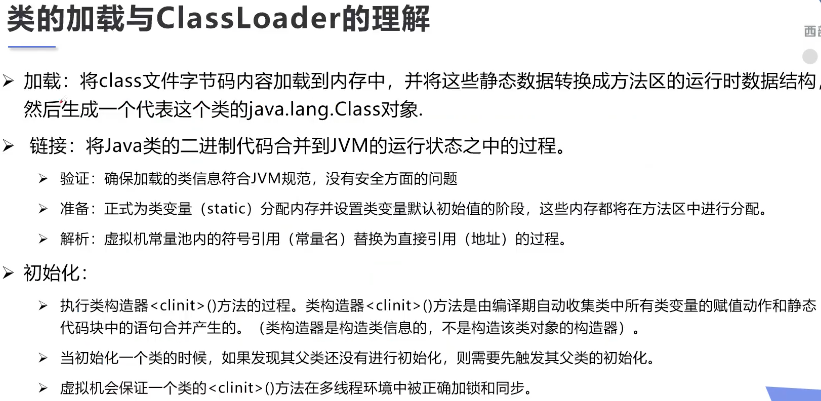 类的加载与ClassLoader的理解
西部
➢ 加载：将class文件字节码内容加载到内存中，并将这些静态数据转换成方法区的运行时数据结构，
然后生成一个代表这个类的java.lang.Class对象.
➢ 链接：将Java类的二进制代码合并到JVM的运行状态之中的过程。
➢ 验证：确保加载的类信息符合JVM规范，没有安全方面的问题
➢ 准备：正式为类变量（static）分配内存并设置类变量默认初始值的阶段，这些内存都将在方法区中进行分配。
➢ 解析：虚拟机常量池内的符号引用（常量名）替换为直接引用（地址）的过程。
➢ 初始化：
➢ 执行类构造器<clinit>()方法的过程。类构造器<clinit>()方法是由编译期自动收集类中所有类变量的赋值动作和静态
代码块中的语句合并产生的。（类构造器是构造类信息的，不是构造该类对象的构造器）。
➢ 当初始化一个类的时候，如果发现其父类还没有进行初始化，则需要先触发其父类的初始化。
➢ 虚拟机会保证一个类的<clinit>()方法在多线程环境中被正确加锁和同步。